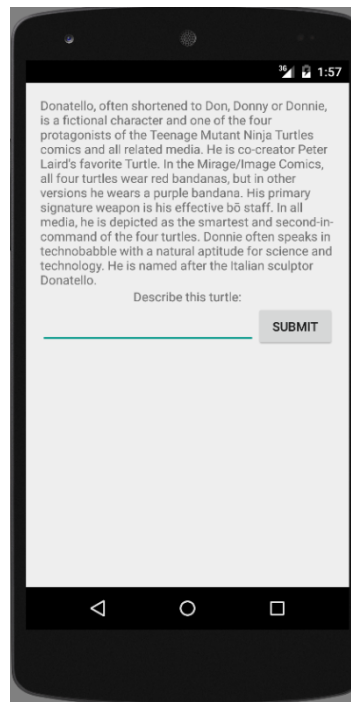 36 1:57
Donatello, often shortened to Don, Donny or Donnie,
is a fictional character and one of the four
protagonists of the Teenage Mutant Ninja Turtles
comics and all related media. He is co-creator Peter
Laird's favorite Turtle. In the Mirage/Image Comics,
all four turtles wear red bandanas, but in other
versions he wears a purple bandana. His primary
signature weapon is his effective bō staff. In all
media, he is depicted as the smartest and second-in-
command of the four turtles. Donnie often speaks in
technobabble with a natural aptitude for science and
technology. He is named after the Italian sculptor
Donatello.
Describe this turtle:
SUBMIT